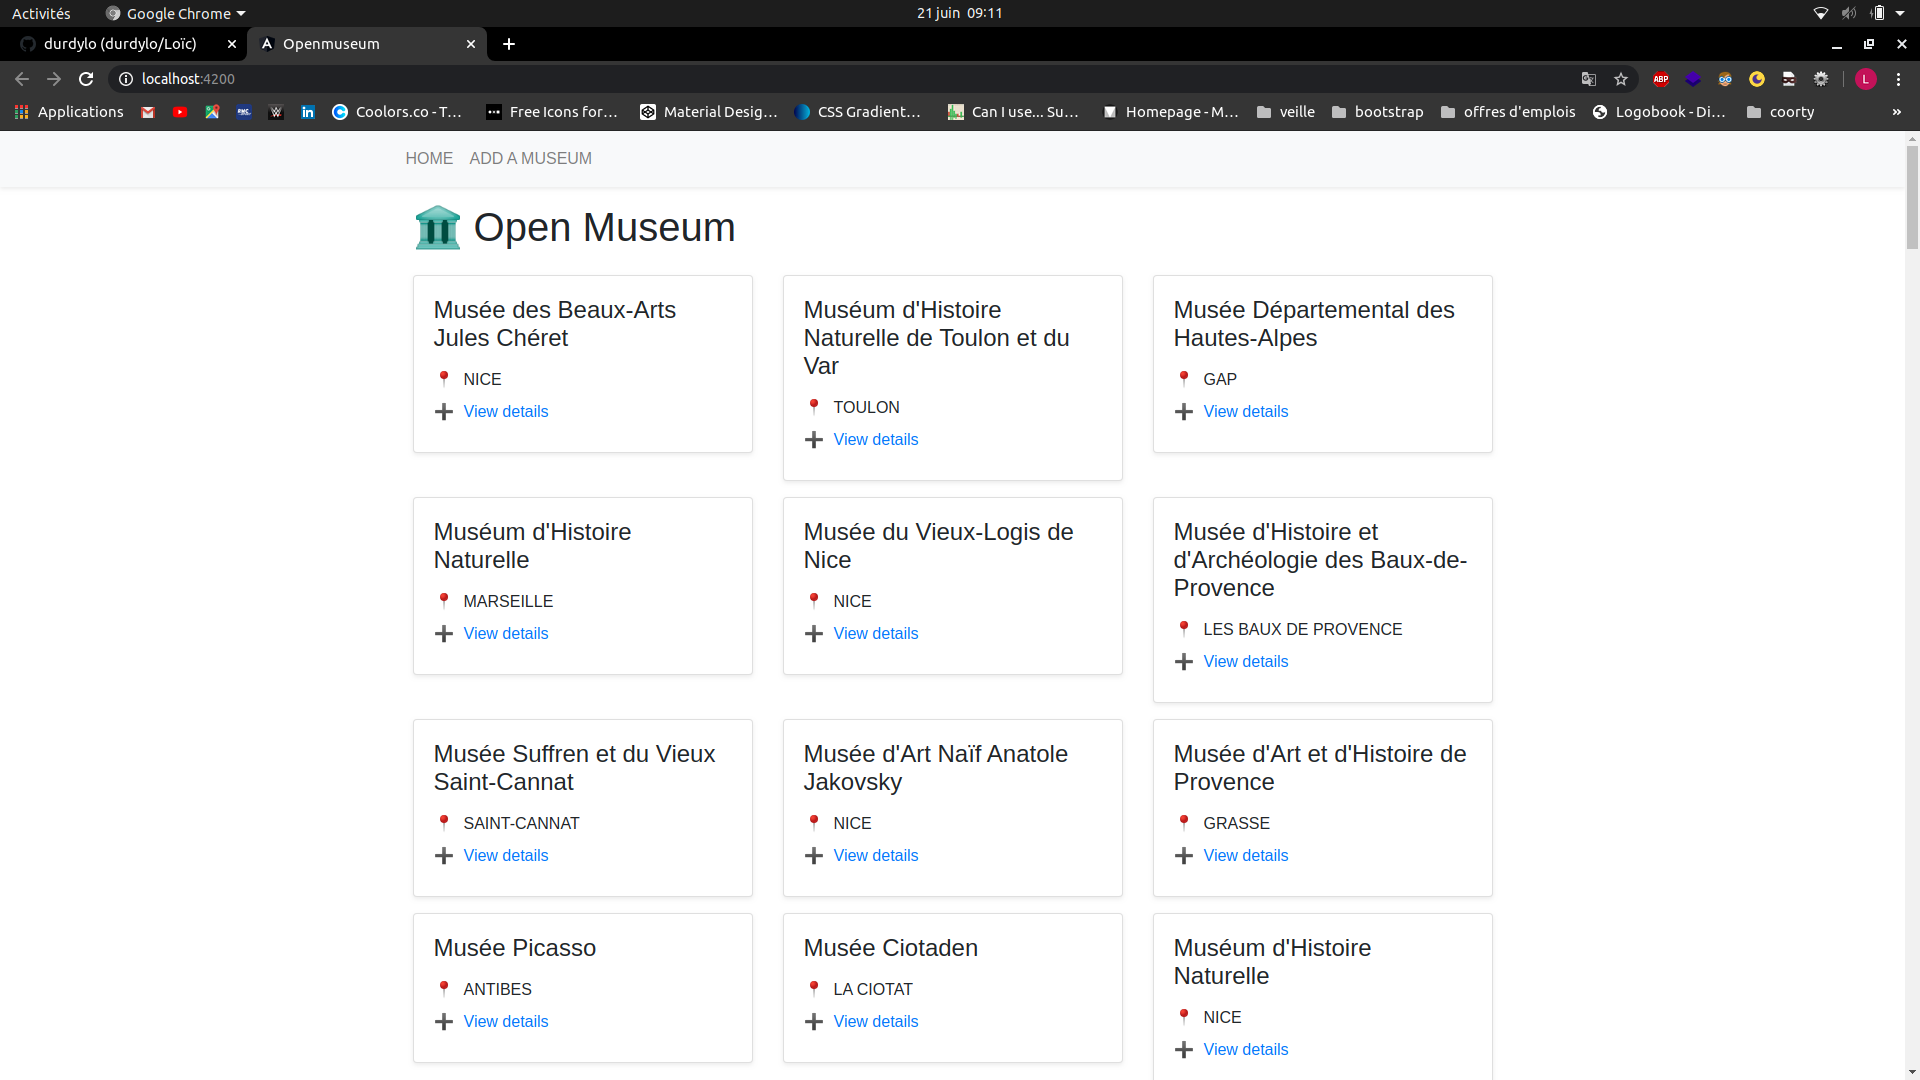 Activités
Google Chrome
21 juin 09:11
durdylo (durdylo/Loïc)
Openmuseum
localhost:4200
ABP
L
Applications
Coolors.co - T…
Free Icons for…
Material Desig…
CSS Gradient…
Can I use... Su…
Homepage - M…
veille
bootstrap
offres d'emplois
Logobook - Di…
coorty
»
HOME
ADD A MUSEUM
Open Museum
Musée des Beaux-Arts
Jules Chéret
NICE
View details
Muséum d'Histoire
Naturelle de Toulon et du
Var
TOULON
View details
Musée Départemental des
Hautes-Alpes
GAP
View details
Muséum d'Histoire
Naturelle
MARSEILLE
View details
Musée du Vieux-Logis de
Nice
NICE
View details
Musée d'Histoire et
d'Archéologie des Baux-de-
Provence
LES BAUX DE PROVENCE
View details
Musée Suffren et du Vieux
Saint-Cannat
SAINT-CANNAT
View details
Musée d'Art Naïf Anatole
Jakovsky
NICE
View details
Musée d'Art et d'Histoire de
Provence
GRASSE
View details
Musée Picasso
ANTIBES
View details
Musée Ciotaden
LA CIOTAT
View details
Muséum d'Histoire
Naturelle
NICE
View details